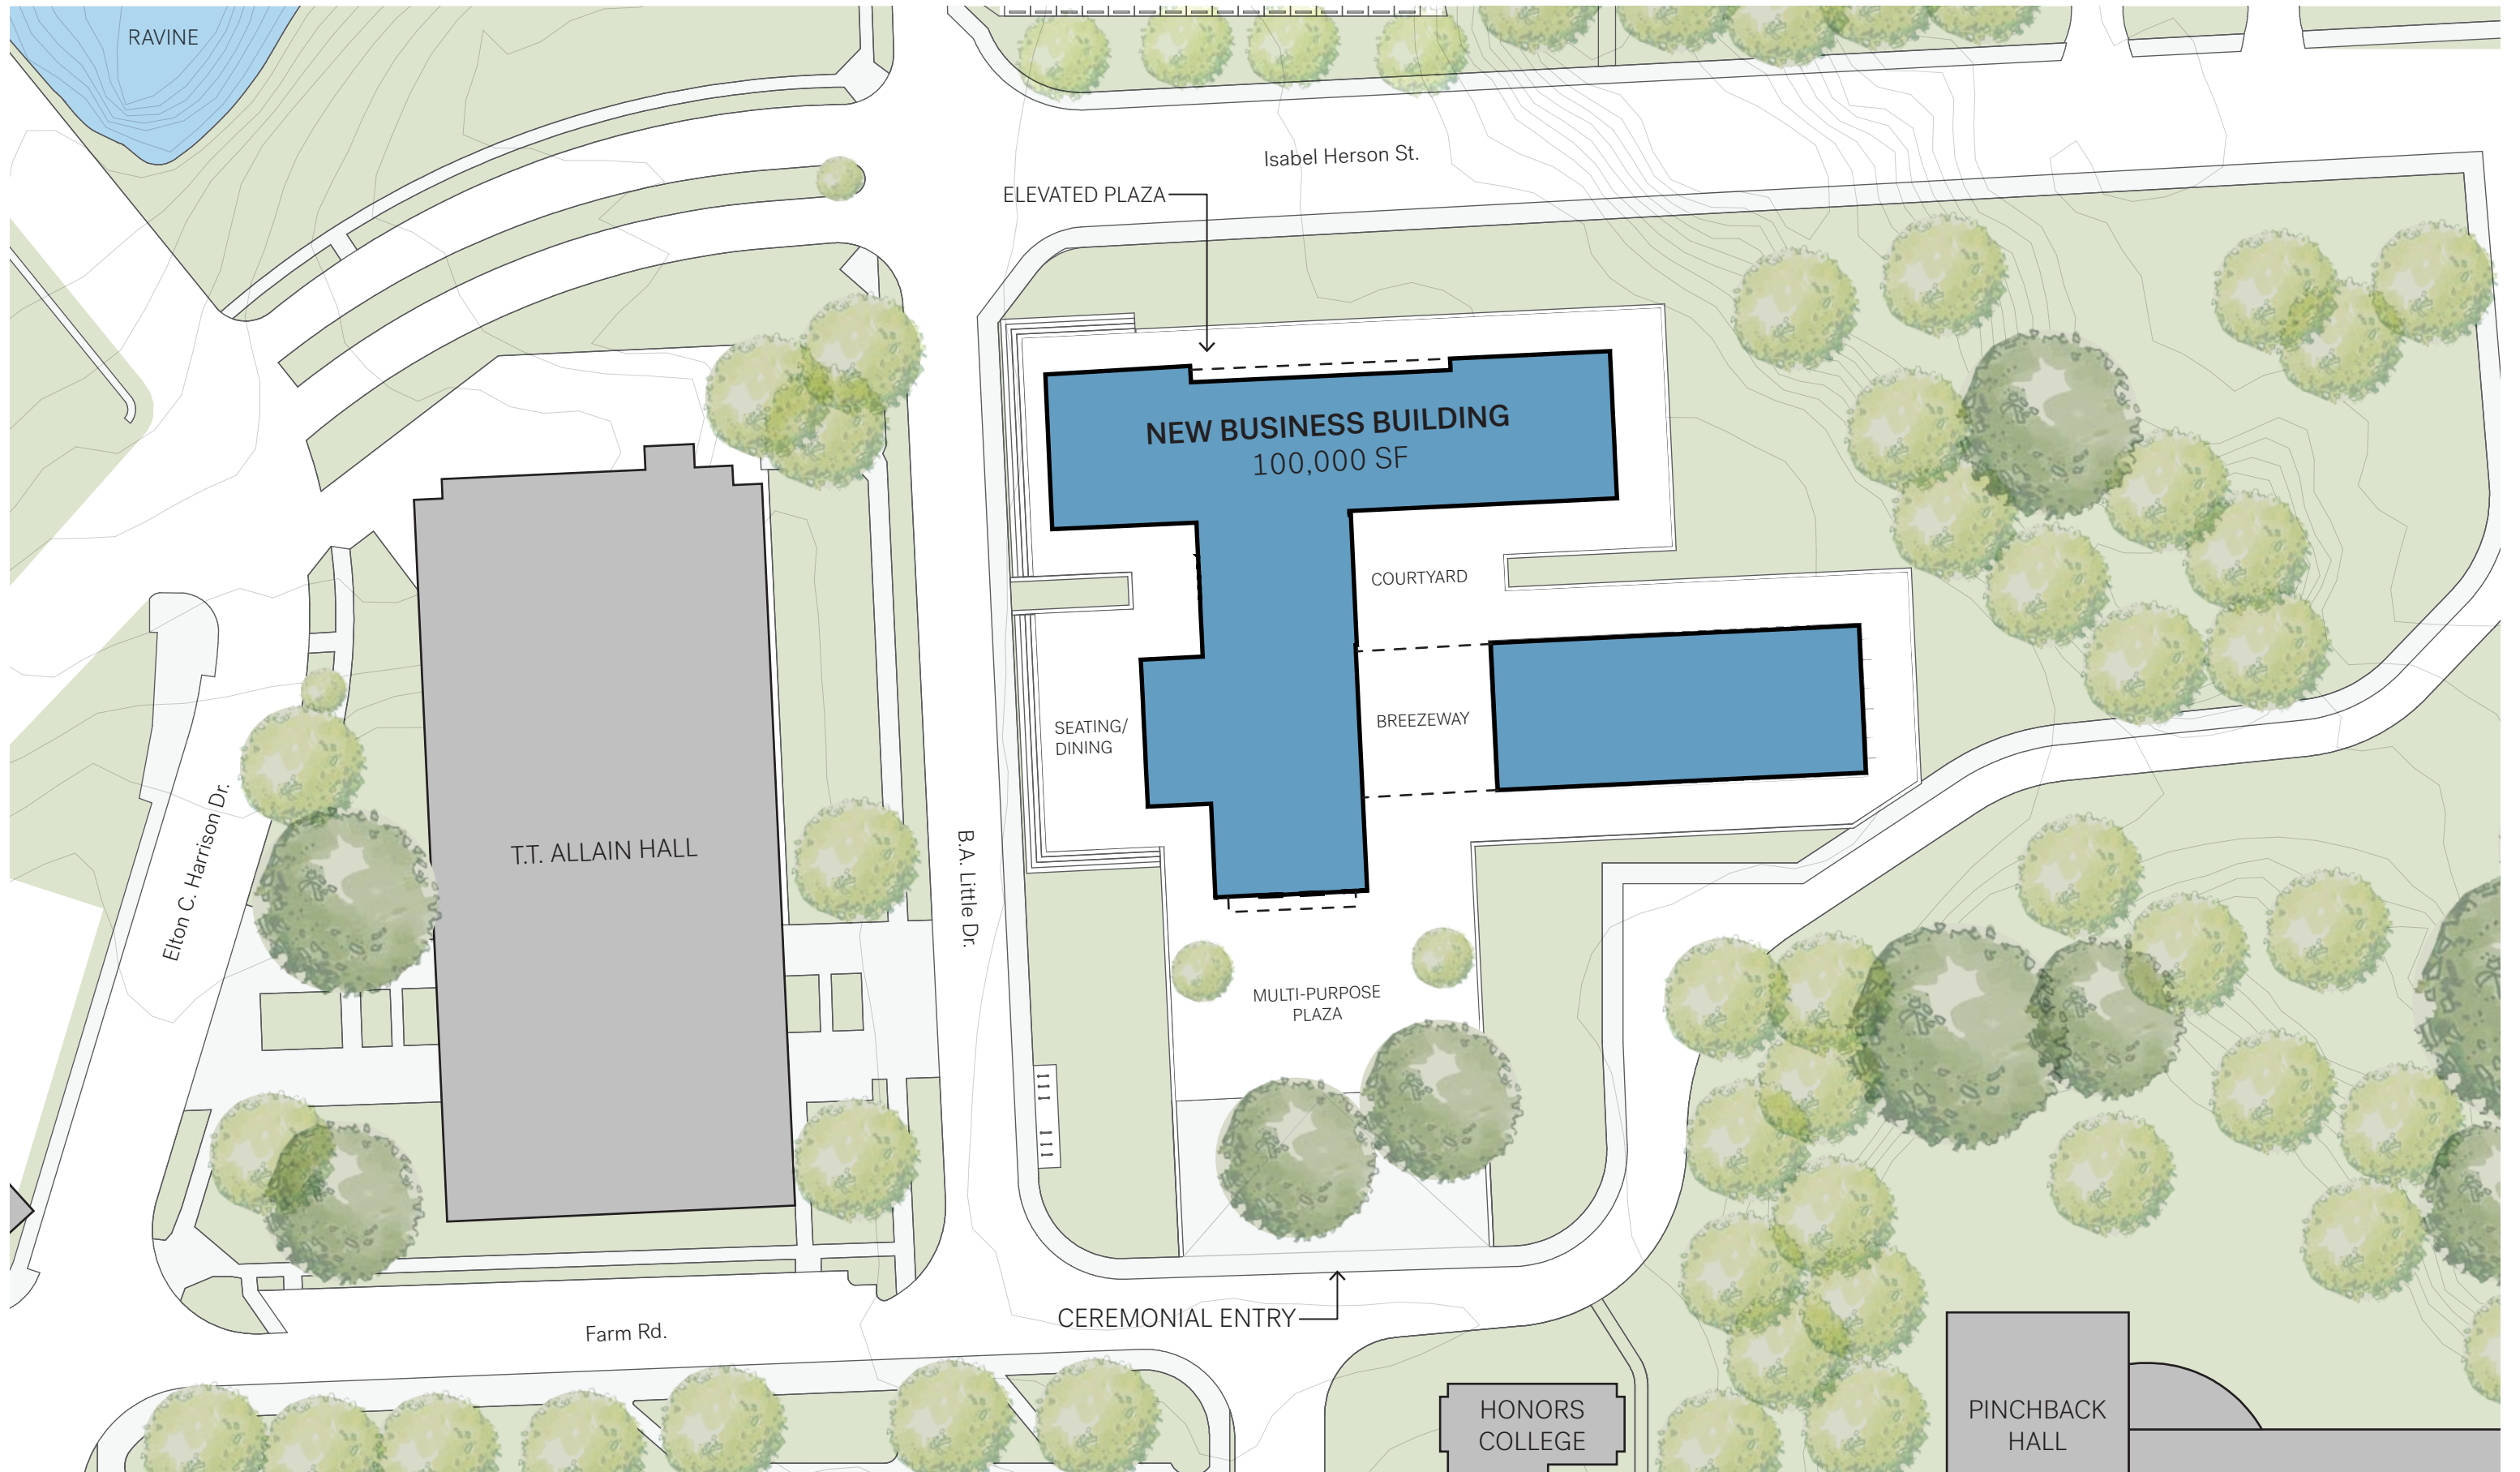 RAVINE
Isabel Herson St.
ELEVATED PLAZA
NEW BUSINESS BUILDING
100,000 SF
COURTYARD
SEATING/
DINING
BREEZEWAY
Elton C. Harrison Dr.
T.T. ALLAIN HALL
B.A. Little Dr.
MULTI-PURPOSE
PLAZA
CEREMONIAL ENTRY
Farm Rd.
HONORS
COLLEGE
PINCHBACK
HALL